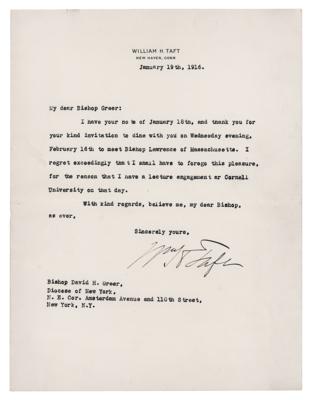 WILLIAM H. TAFT
NEW HAVEN, CONN
January 19th, 1916.
My dear Bishop Greer:
I have your note of January 18th, and thank you for
your kind invitation to dine with you on Wednesday evening,
February 16th to meet Bishop Lawrence of Massachusetts. I
regret exceedingly that I shall have to forego this pleasure,
for the reason that I have a lecture engagement at Cornell
University on that day.
With kind regards, believe me, my dear Bishop,
as ever,
Sincerely yours,
Wm H Taft
Bishop David H. Greer,
Diocese of New York,
N. E. Cor. Amsterdam Avenue and 110th Street,
New York, N.Y.